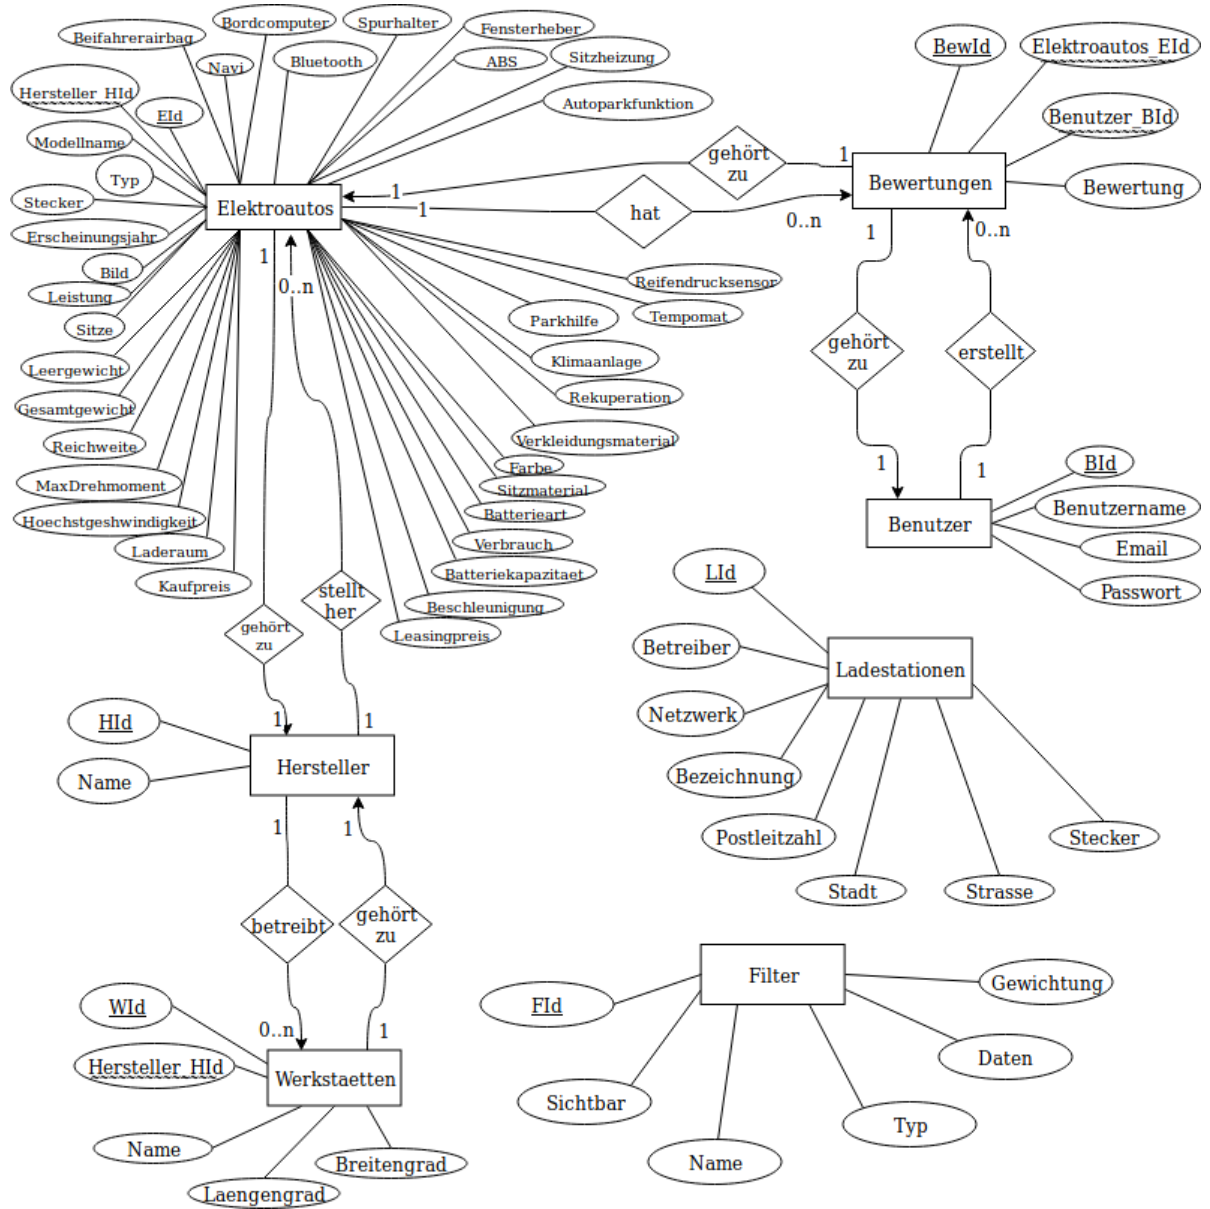 Beifahrerairbag
Bordcomputer
Spurhalter
Fensterheber
Navi
Bluetooth
ABS
Sitzheizung
Autoparkfunktion
Hersteller_HId
EId
Modellname
Typ
Stecker
Erscheinungsjahr
Bild
Leistung
Sitze
Leergewicht
Gesamtgewicht
Reichweite
MaxDrehmoment
Hoechstgeshwindigkeit
Laderaum
Kaufpreis
Elektroautos
1
0..n
1
1
gehört
zu
hat
1
0..n
Reifendrucksensor
Tempomat
Parkhilfe
Klimaanlage
Rekuperation
Verkleidungsmaterial
Farbe
Sitzmaterial
Batterieart
Verbrauch
Batteriekapazitaet
Beschleunigung
Leasingpreis
BewId
Elektroautos_EId
Benutzer_BId
Bewertung
Bewertungen
1
0..n
gehört
zu
erstellt
1
1
Benutzer
BId
Benutzername
Email
Passwort
gehört
zu
stellt
her
1
1
HId
Name
Hersteller
1
1
betreibt
gehört
zu
0..n
1
WId
Hersteller_HId
Werkstaetten
Name
Laengengrad
Breitengrad
LId
Betreiber
Netzwerk
Bezeichnung
Postleitzahl
Stadt
Strasse
Stecker
Ladestationen
Filter
FId
Sichtbar
Name
Typ
Daten
Gewichtung